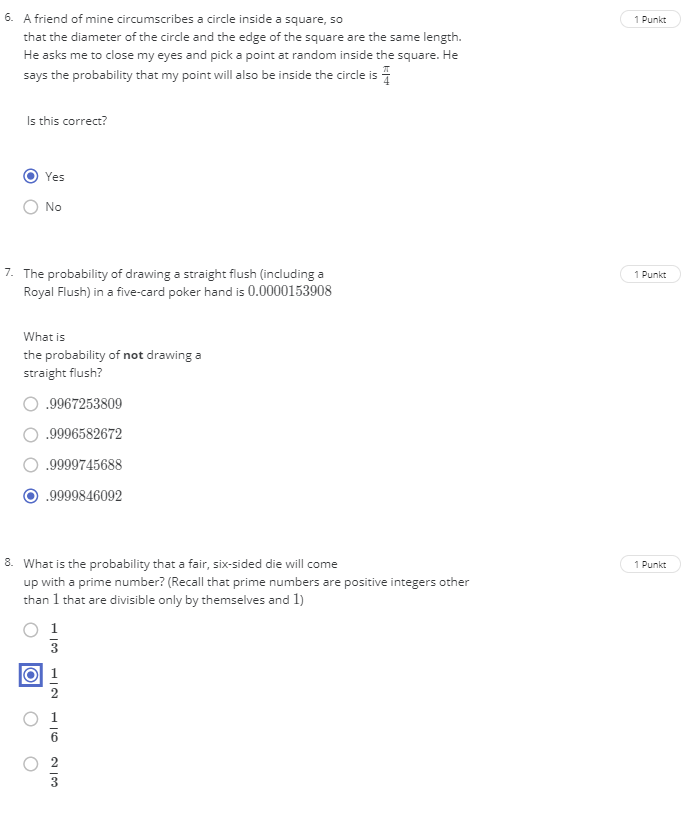 6. A friend of mine circumscribes a circle inside a square, so
1 Punkt
that the diameter of the circle and the edge of the square are the same length.
He asks me to close my eyes and pick a point at random inside the square. He
says the probability that my point will also be inside the circle is π/4
Is this correct?
Yes
No
7. The probability of drawing a straight flush (including a
1 Punkt
Royal Flush) in a five-card poker hand is 0.0000153908
What is
the probability of not drawing a
straight flush?
.9967253809
.9996582672
.9999745688
.9999846092
8. What is the probability that a fair, six-sided die will come
1 Punkt
up with a prime number? (Recall that prime numbers are positive integers other
than 1 that are divisible only by themselves and 1)
1/3
1/2
1/6
2/3